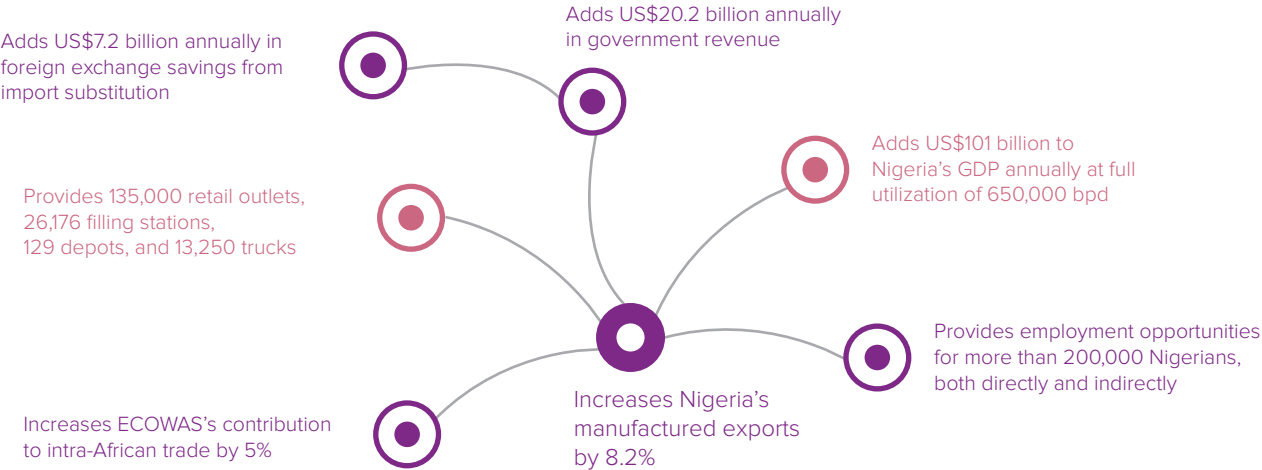 Adds US$7.2 billion annually in
foreign exchange savings from
import substitution
Adds US$20.2 billion annually
in government revenue
Adds US$101 billion to
Nigeria’s GDP annually at full
utilization of 650,000 bpd
Provides 135,000 retail outlets,
26,176 filling stations,
129 depots, and 13,250 trucks
Provides employment opportunities
for more than 200,000 Nigerians,
both directly and indirectly
Increases ECOWAS’s contribution
to intra-African trade by 5%
Increases Nigeria’s
manufactured exports
by 8.2%